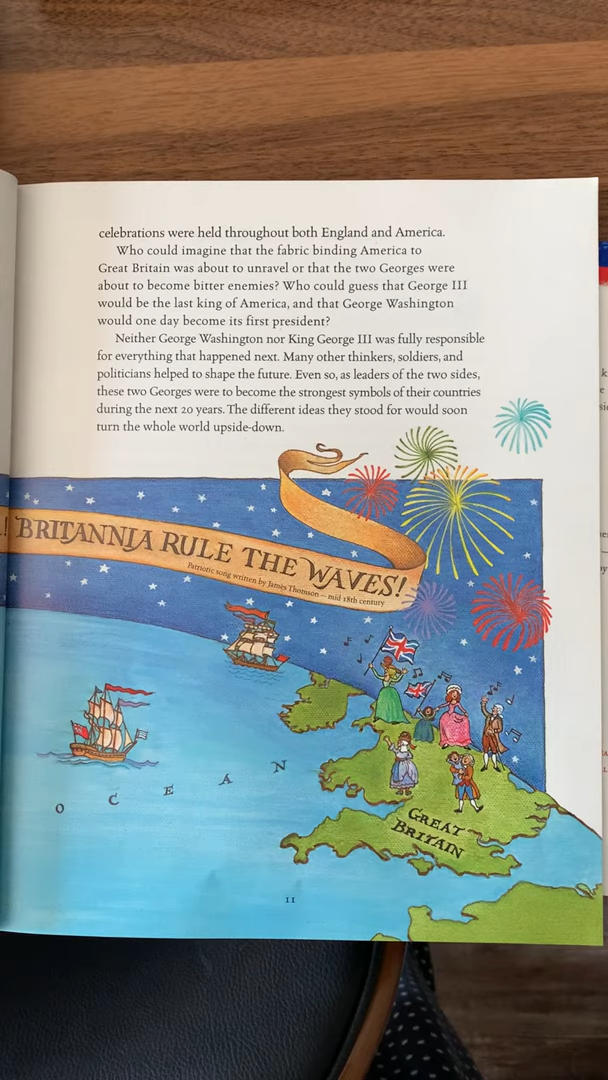 celebrations were held throughout both England and America.
Who could imagine that the fabric binding America to
Great Britain was about to unravel or that the two Georges were
about to become bitter enemies? Who could guess that George III
would be the last king of America, and that George Washington
would one day become its first president?
Neither George Washington nor King George III was fully responsible
for everything that happened next. Many other thinkers, soldiers, and
politicians helped to shape the future. Even so, as leaders of the two sides,
these two Georges were to become the strongest symbols of their countries
during the next 20 years. The different ideas they stood for would soon
turn the whole world upside-down.
! BRITANNIA RULE THE WAVES!
Patriotic song written by James Thomson – mid 18th century
OCEAN
GREAT
BRITAIN
11